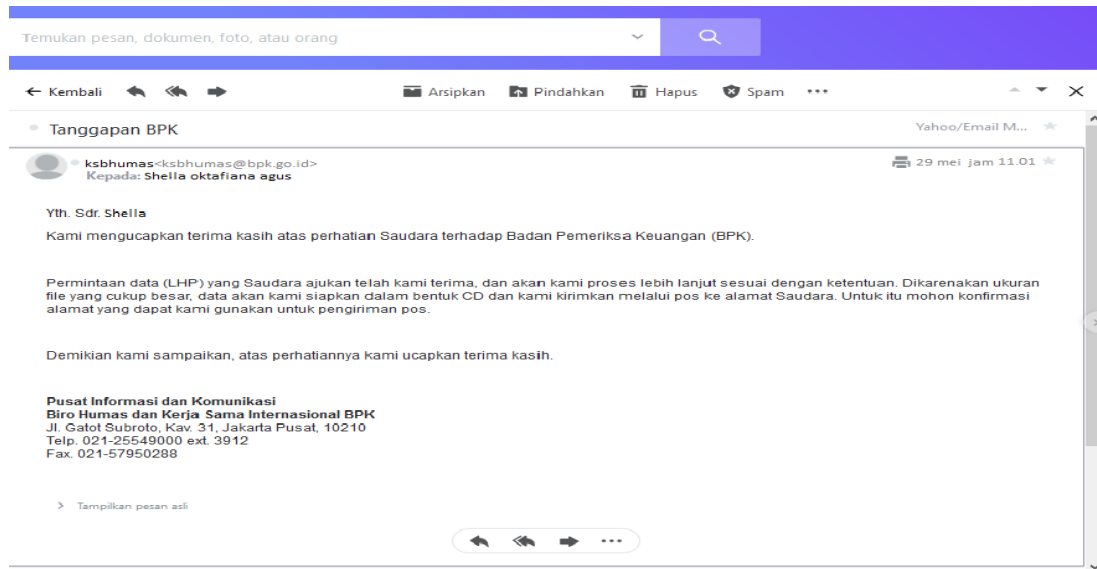 Temukan pesan, dokumen, foto, atau orang
Kembali Arsipkan Pindahkan Hapus Spam
Tanggapan BPK Yahoo/Email M...
ksbhumas<ksbhumas@bpk.go.id> 29 mei jam 11.01
Kepada: Shella oktafiana agus
Yth. Sdr. Shella
Kami mengucapkan terima kasih atas perhatian Saudara terhadap Badan Pemeriksa Keuangan (BPK).
Permintaan data (LHP) yang Saudara ajukan telah kami terima, dan akan kami proses lebih lanjut sesuai dengan ketentuan. Dikarenakan ukuran
file yang cukup besar, data akan kami siapkan dalam bentuk CD dan kami kirimkan melalui pos ke alamat Saudara. Untuk itu mohon konfirmasi
alamat yang dapat kami gunakan untuk pengiriman pos.
Demikian kami sampaikan, atas perhatiannya kami ucapkan terima kasih.
Pusat Informasi dan Komunikasi
Biro Humas dan Kerja Sama Internasional BPK
Jl. Gatot Subroto, Kav. 31, Jakarta Pusat, 10210
Telp. 021-25549000 ext. 3912
Fax. 021-57950288
Tampilkan pesan asli